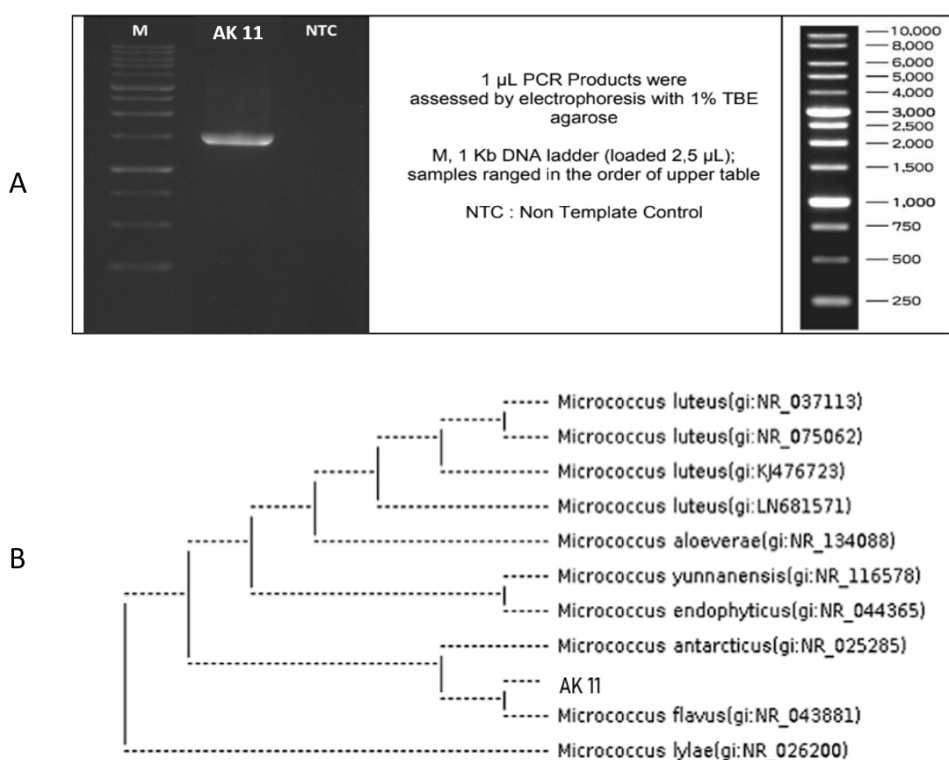 M
AK 11
NTC
1 µL PCR Products were
assessed by electrophoresis with 1% TBE
agarose
M, 1 Kb DNA ladder (loaded 2,5 µL);
samples ranged in the order of upper table
NTC : Non Template Control
10,000
8,000
6,000
5,000
4,000
3,000
2,500
2,000
1,500
1,000
750
500
250
A
Micrococcus luteus(gi:NR_037113)
Micrococcus luteus(gi:NR_075062)
Micrococcus luteus(gi:KJ476723)
Micrococcus luteus(gi:LN681571)
Micrococcus aloeverae(gi:NR_134088)
Micrococcus yunnanensis(gi:NR_116578)
Micrococcus endophyticus(gi:NR_044365)
Micrococcus antarcticus(gi:NR_025285)
AK 11
Micrococcus flavus(gi:NR_043881)
Micrococcus lylae(gi:NR_026200)
B